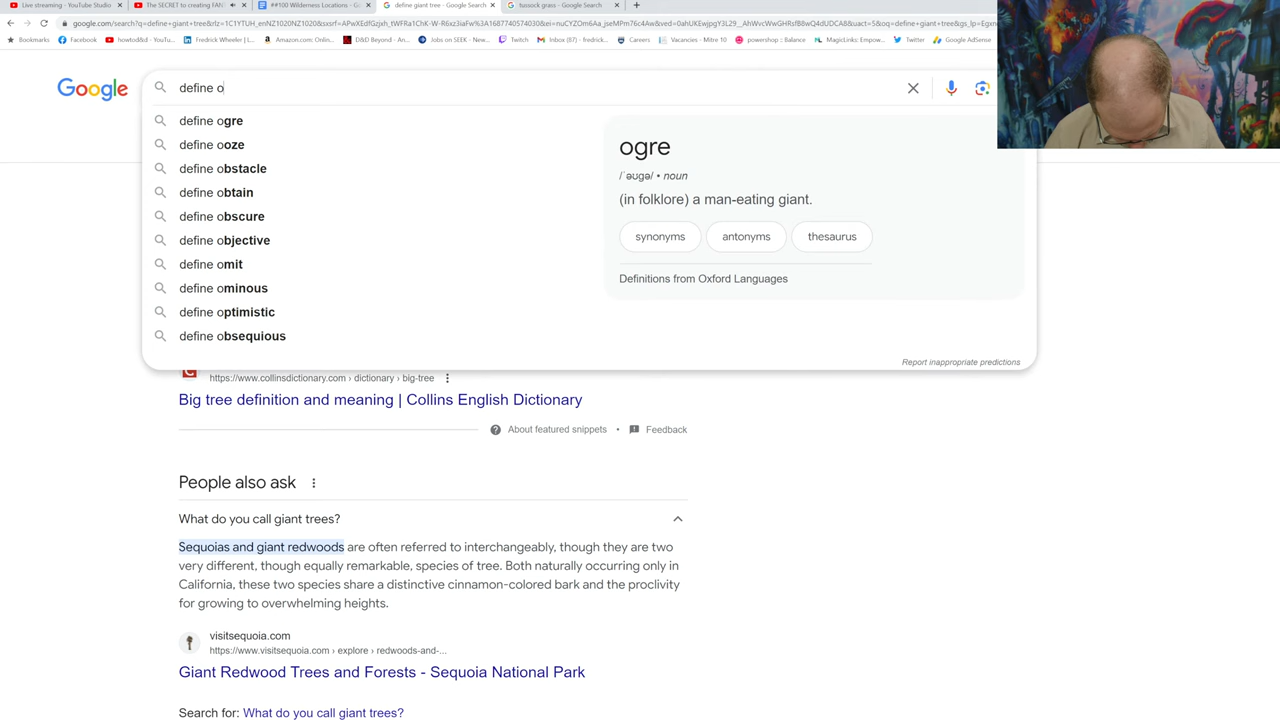 Live streaming - YouTube Studio
The SECRET to creating FAN
##100 Wilderness Locations - Go
define giant tree - Google Search
tussock grass - Google Search
Bookmarks
Facebook
howtod&d - YouTu...
Fredrick Wheeler | L...
Amazon.com: Onlin...
D&D Beyond - An...
Jobs on SEEK - New...
Twitch
Inbox (87) - fredrick...
Careers
Vacancies - Mitre 10
powershop :: Balance
MagicLinks: Empow...
Twitter
Google AdSense
Google
define o
define ogre
define ooze
define obstacle
define obtain
define obscure
define objective
define omit
define ominous
define optimistic
define obsequious
ogre
/ˈəʊɡə/ • noun
(in folklore) a man-eating giant.
synonyms
antonyms
thesaurus
Definitions from Oxford Languages
Report inappropriate predictions
https://www.collinsdictionary.com › dictionary › big-tree
Big tree definition and meaning | Collins English Dictionary
About featured snippets • Feedback
People also ask
What do you call giant trees?
Sequoias and giant redwoods are often referred to interchangeably, though they are two
very different, though equally remarkable, species of tree. Both naturally occurring only in
California, these two species share a distinctive cinnamon-colored bark and the proclivity
for growing to overwhelming heights.
visitsequoia.com
https://www.visitsequoia.com › explore › redwoods-and-...
Giant Redwood Trees and Forests - Sequoia National Park
Search for: What do you call giant trees?